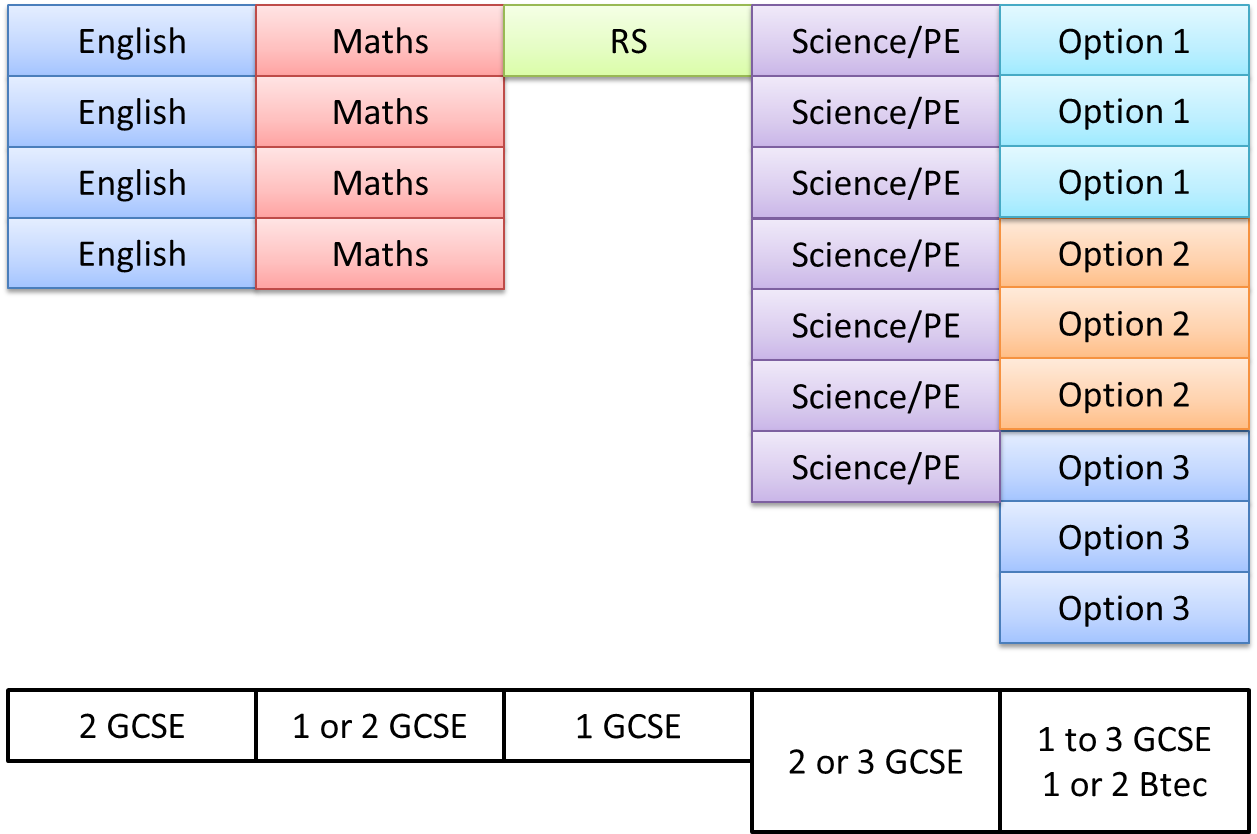 English Maths RS Science/PE Option 1
English Maths Science/PE Option 1
English Maths Science/PE Option 1
English Maths Science/PE Option 2
Science/PE Option 2
Science/PE Option 2
Science/PE Option 3
Option 3
Option 3
2 GCSE 1 or 2 GCSE 1 GCSE 2 or 3 GCSE 1 to 3 GCSE
1 or 2 Btec